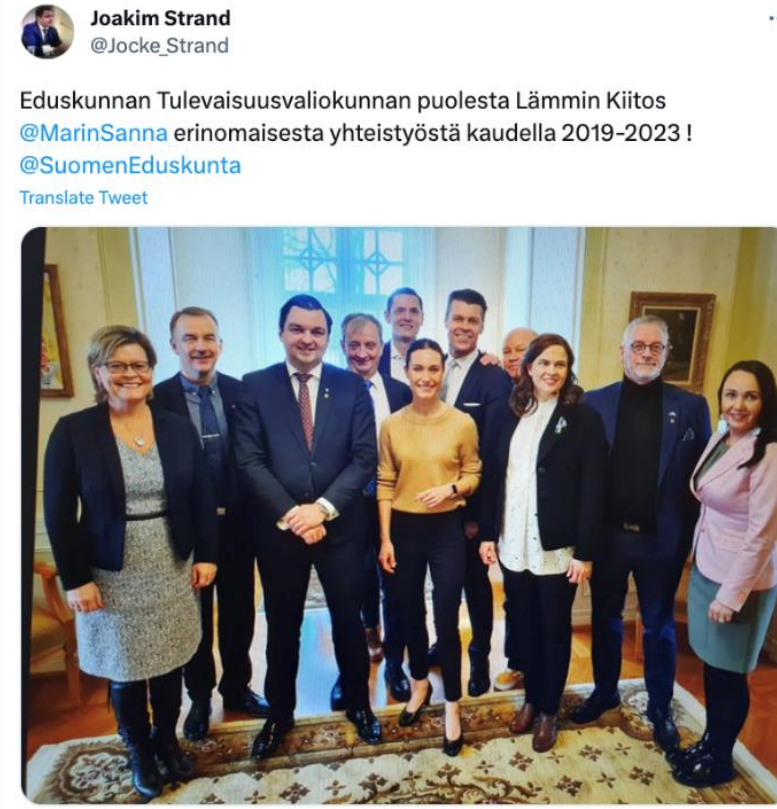 Joakim Strand
@Jocke_Strand
Eduskunnan Tulevaisuusvaliokunnan puolesta Lämmin Kiitos
@MarinSanna erinomaisesta yhteistyöstä kaudella 2019-2023 !
@SuomenEduskunta
Translate Tweet